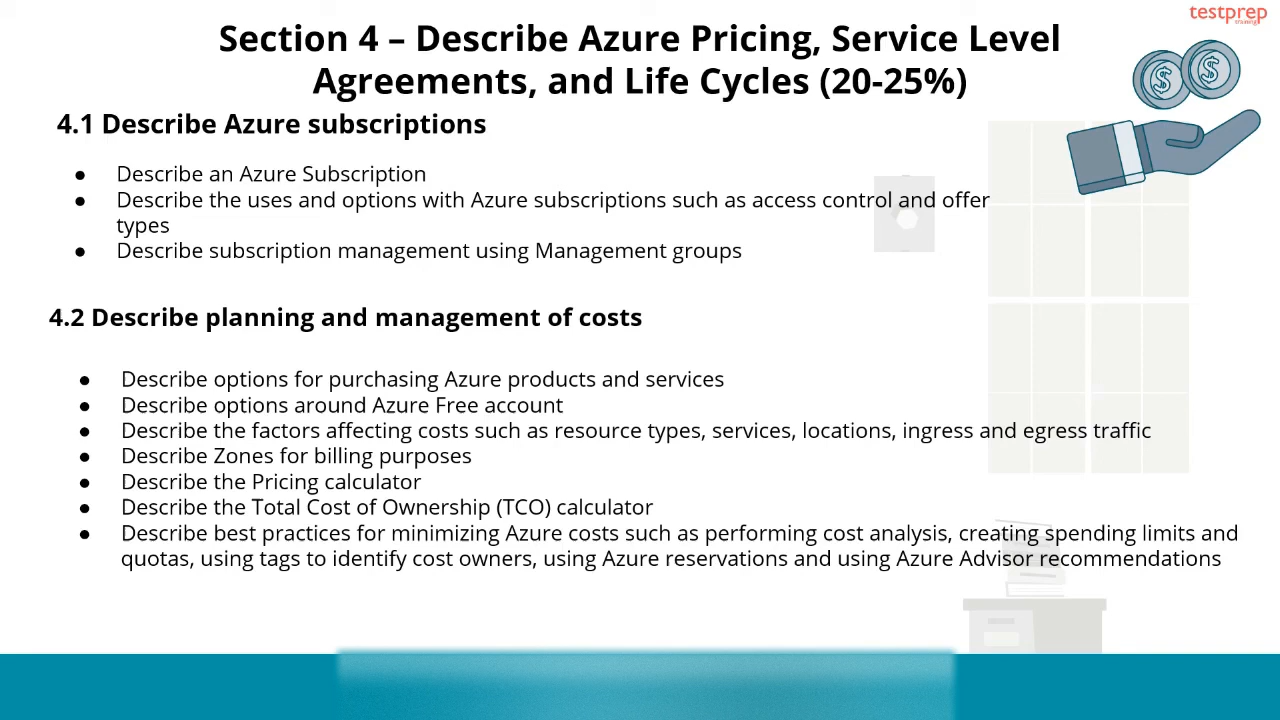 testprep
training
Section 4 – Describe Azure Pricing, Service Level
Agreements, and Life Cycles (20-25%)
4.1 Describe Azure subscriptions
● Describe an Azure Subscription
● Describe the uses and options with Azure subscriptions such as access control and offer
types
● Describe subscription management using Management groups
4.2 Describe planning and management of costs
● Describe options for purchasing Azure products and services
● Describe options around Azure Free account
● Describe the factors affecting costs such as resource types, services, locations, ingress and egress traffic
● Describe Zones for billing purposes
● Describe the Pricing calculator
● Describe the Total Cost of Ownership (TCO) calculator
● Describe best practices for minimizing Azure costs such as performing cost analysis, creating spending limits and
quotas, using tags to identify cost owners, using Azure reservations and using Azure Advisor recommendations